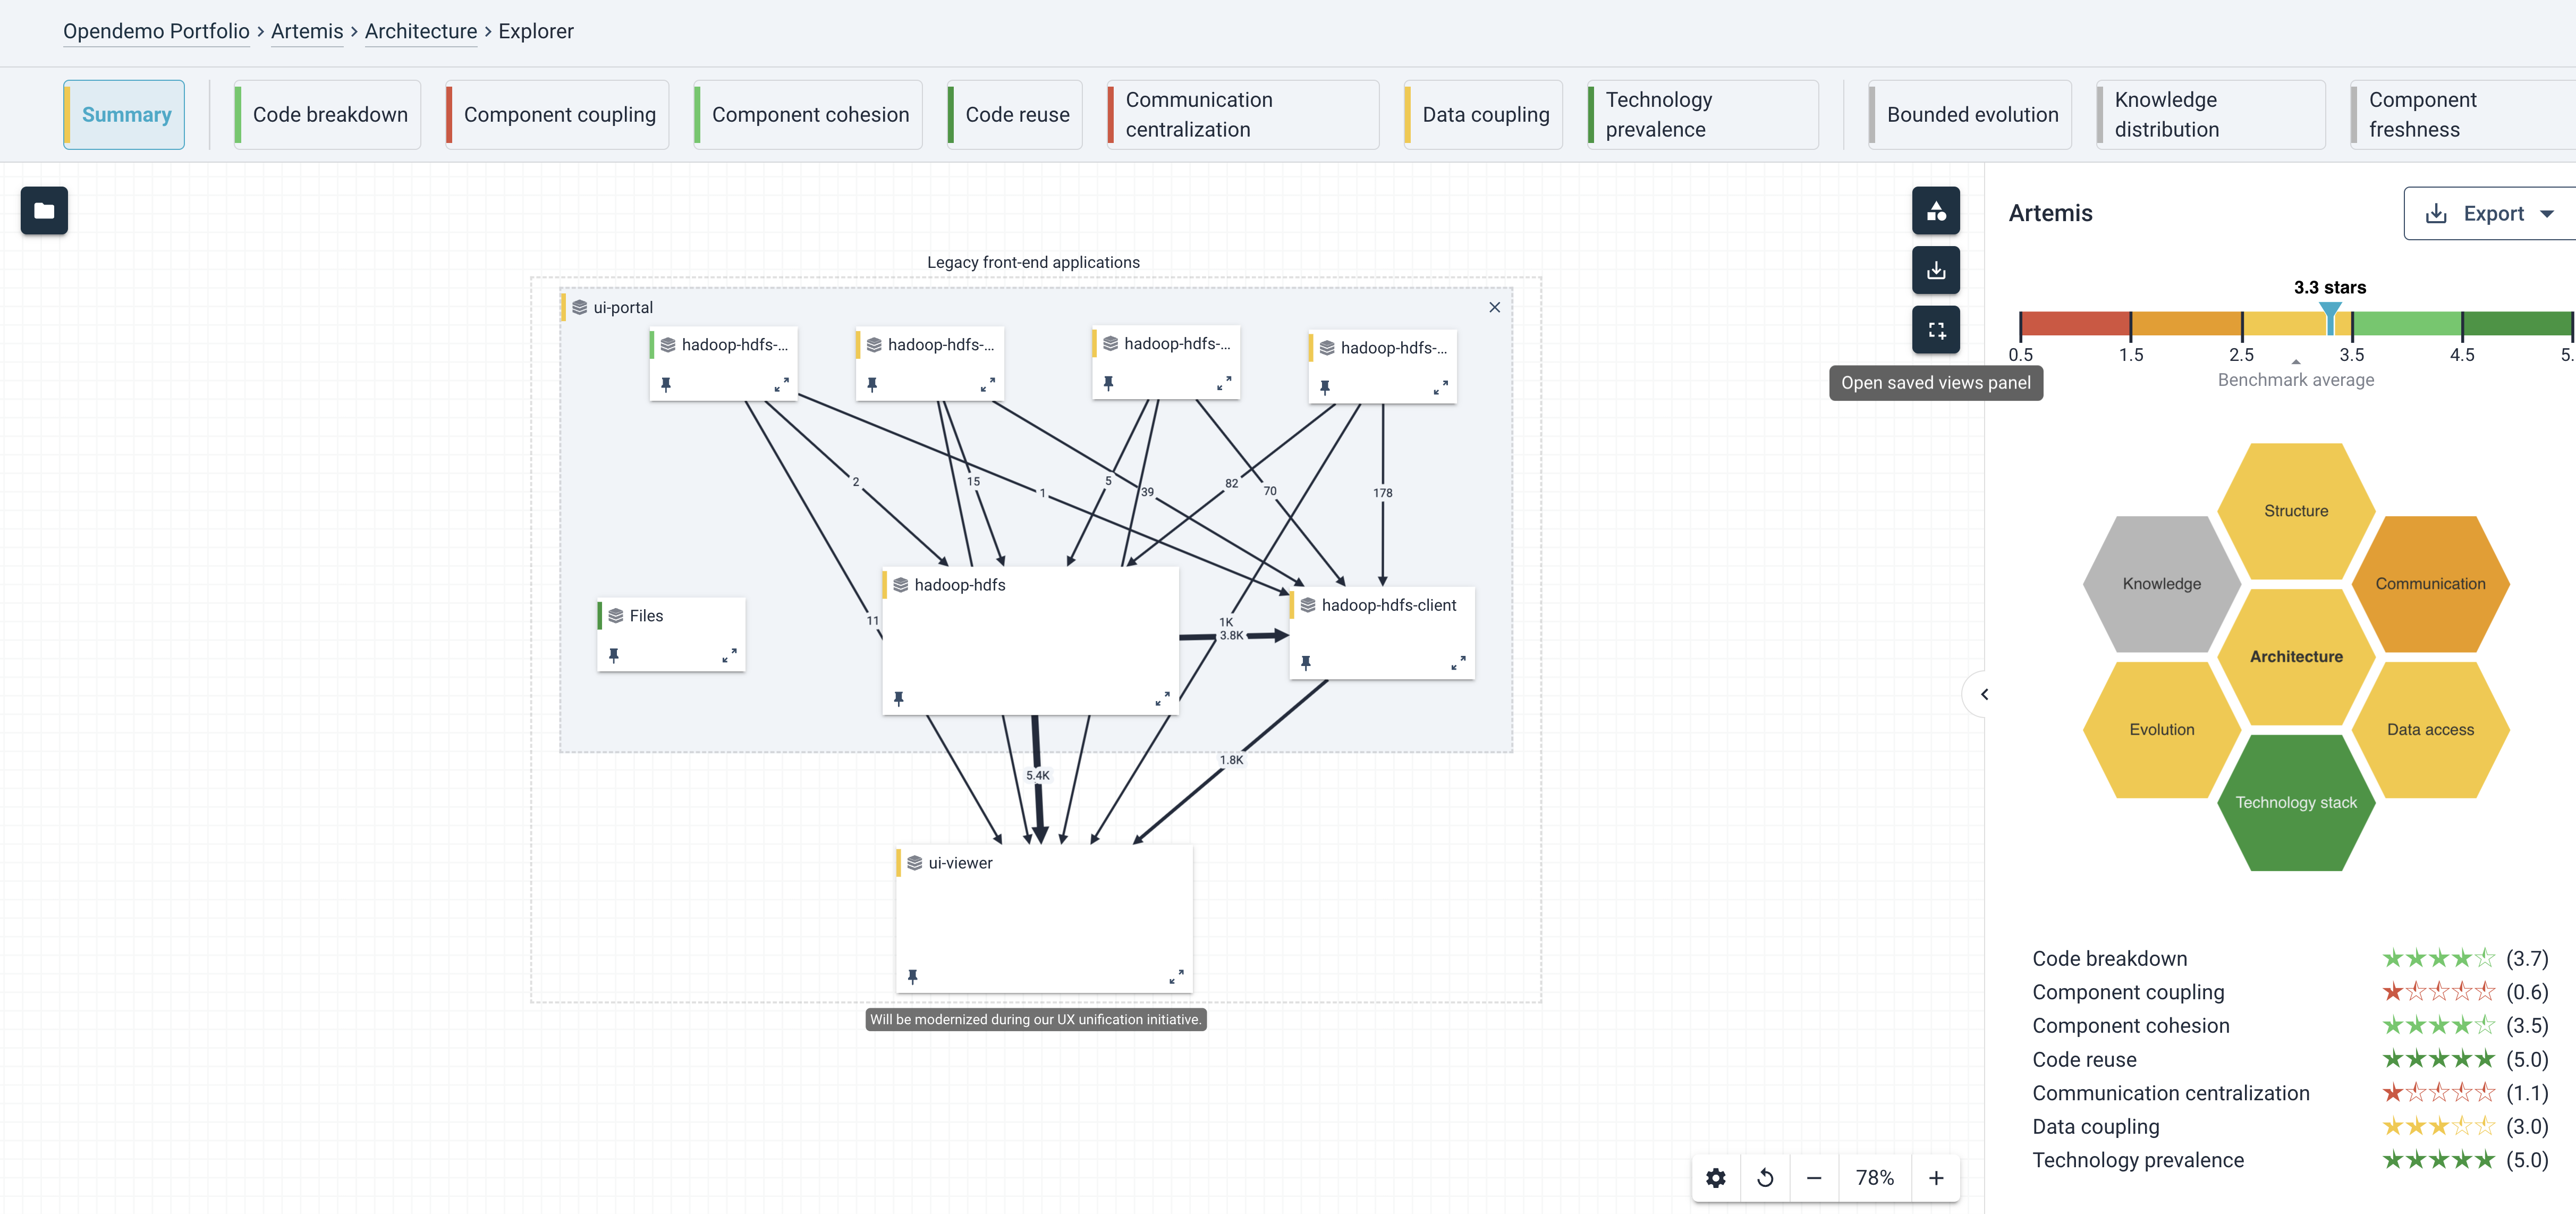 Opendemo Portfolio > Artemis > Architecture > Explorer
Summary
Code breakdown
Component coupling
Component cohesion
Code reuse
Communication
centralization
Data coupling
Technology
prevalence
Bounded evolution
Knowledge
distribution
Component
freshness
Legacy front-end applications
ui-portal
hadoop-hdfs-...
hadoop-hdfs-...
hadoop-hdfs-...
hadoop-hdfs-...
2
15
1
5
39
82
70
178
hadoop-hdfs
Files
hadoop-hdfs-client
11
1K
3.8K
5.4K
1.8K
ui-viewer
Will be modernized during our UX unification initiative.
Open saved views panel
78%
Artemis
Export
3.3 stars
0.5 1.5 2.5 3.5 4.5 5.
Benchmark average
Structure
Knowledge
Communication
Architecture
Evolution
Data access
Technology stack
Code breakdown (3.7)
Component coupling (0.6)
Component cohesion (3.5)
Code reuse (5.0)
Communication centralization (1.1)
Data coupling (3.0)
Technology prevalence (5.0)